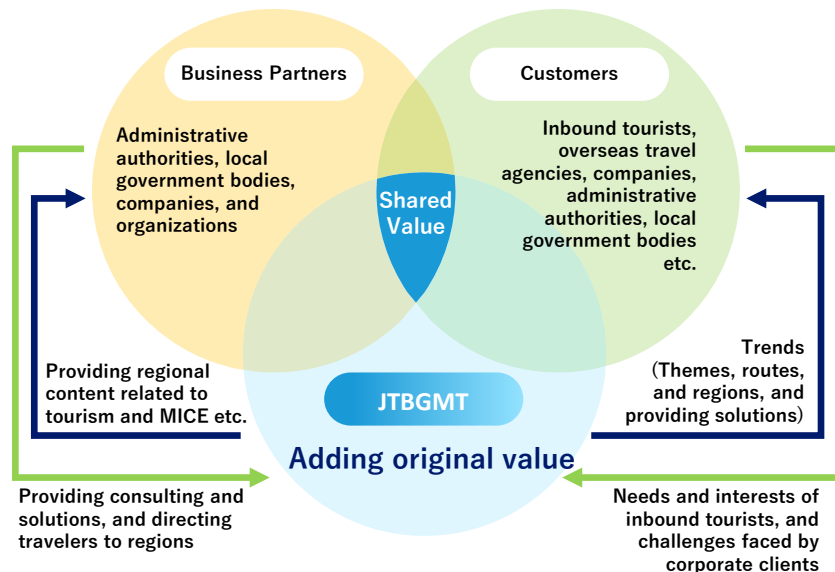 Business Partners
Customers
Administrative
authorities, local
government bodies,
companies, and
organizations
Inbound tourists,
overseas travel
agencies, companies,
administrative
authorities, local
government bodies
etc.
Shared
Value
Providing regional
content related to
tourism and MICE etc.
Trends
(Themes, routes,
and regions, and
providing solutions)
JTBGMT
Adding original value
Providing consulting and
solutions, and directing
travelers to regions
Needs and interests of
inbound tourists, and
challenges faced by
corporate clients